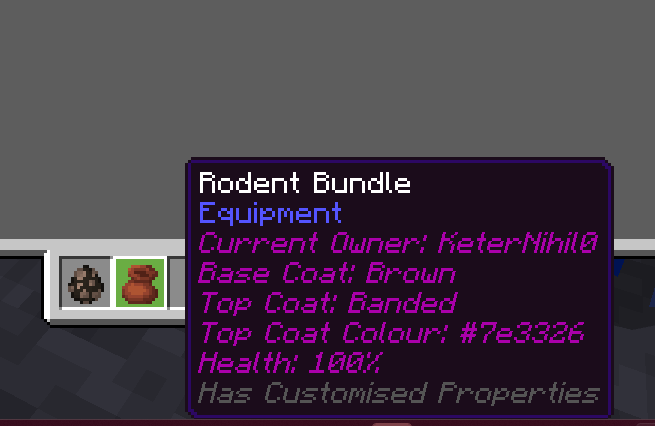 Rodent Bundle
Equipment
Current Owner: KeterNihil0
Base Coat: Brown
Top Coat: Banded
Top Coat Colour: #7e3326
Health: 100%
Has Customised Properties